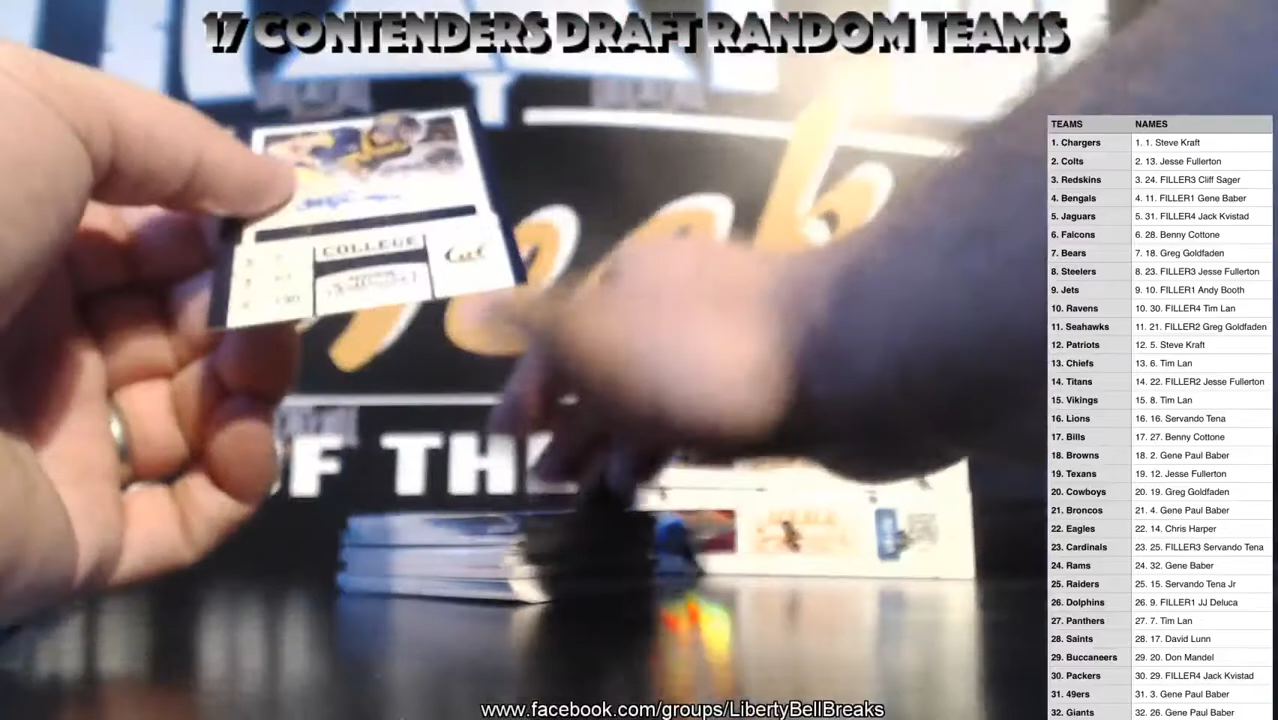 17 CONTENDERS DRAFT RANDOM TEAMS
COLLEGE
Cal
OF THE
TEAMS NAMES
1. Chargers 1. 1. Steve Kraft
2. Colts 2. 13. Jesse Fullerton
3. Redskins 3. 24. FILLER3 Cliff Sager
4. Bengals 4. 11. FILLER1 Gene Baber
5. Jaguars 5. 31. FILLER4 Jack Kvistad
6. Falcons 6. 28. Benny Cottone
7. Bears 7. 18. Greg Goldfaden
8. Steelers 8. 23. FILLER3 Jesse Fullerton
9. Jets 9. 10. FILLER1 Andy Booth
10. Ravens 10. 30. FILLER4 Tim Lan
11. Seahawks 11. 21. FILLER2 Greg Goldfaden
12. Patriots 12. 5. Steve Kraft
13. Chiefs 13. 6. Tim Lan
14. Titans 14. 22. FILLER2 Jesse Fullerton
15. Vikings 15. 8. Tim Lan
16. Lions 16. 16. Servando Tena
17. Bills 17. 27. Benny Cottone
18. Browns 18. 2. Gene Paul Baber
19. Texans 19. 12. Jesse Fullerton
20. Cowboys 20. 19. Greg Goldfaden
21. Broncos 21. 4. Gene Paul Baber
22. Eagles 22. 14. Chris Harper
23. Cardinals 23. 25. FILLER3 Servando Tena
24. Rams 24. 32. Gene Baber
25. Raiders 25. 15. Servando Tena Jr
26. Dolphins 26. 9. FILLER1 JJ Deluca
27. Panthers 27. 7. Tim Lan
28. Saints 28. 17. David Lunn
29. Buccaneers 29. 20. Don Mandel
30. Packers 30. 29. FILLER4 Jack Kvistad
31. 49ers 31. 3. Gene Paul Baber
32. Giants 32. 26. Gene Paul Baber
www.facebook.com/groups/LibertyBellBreaks